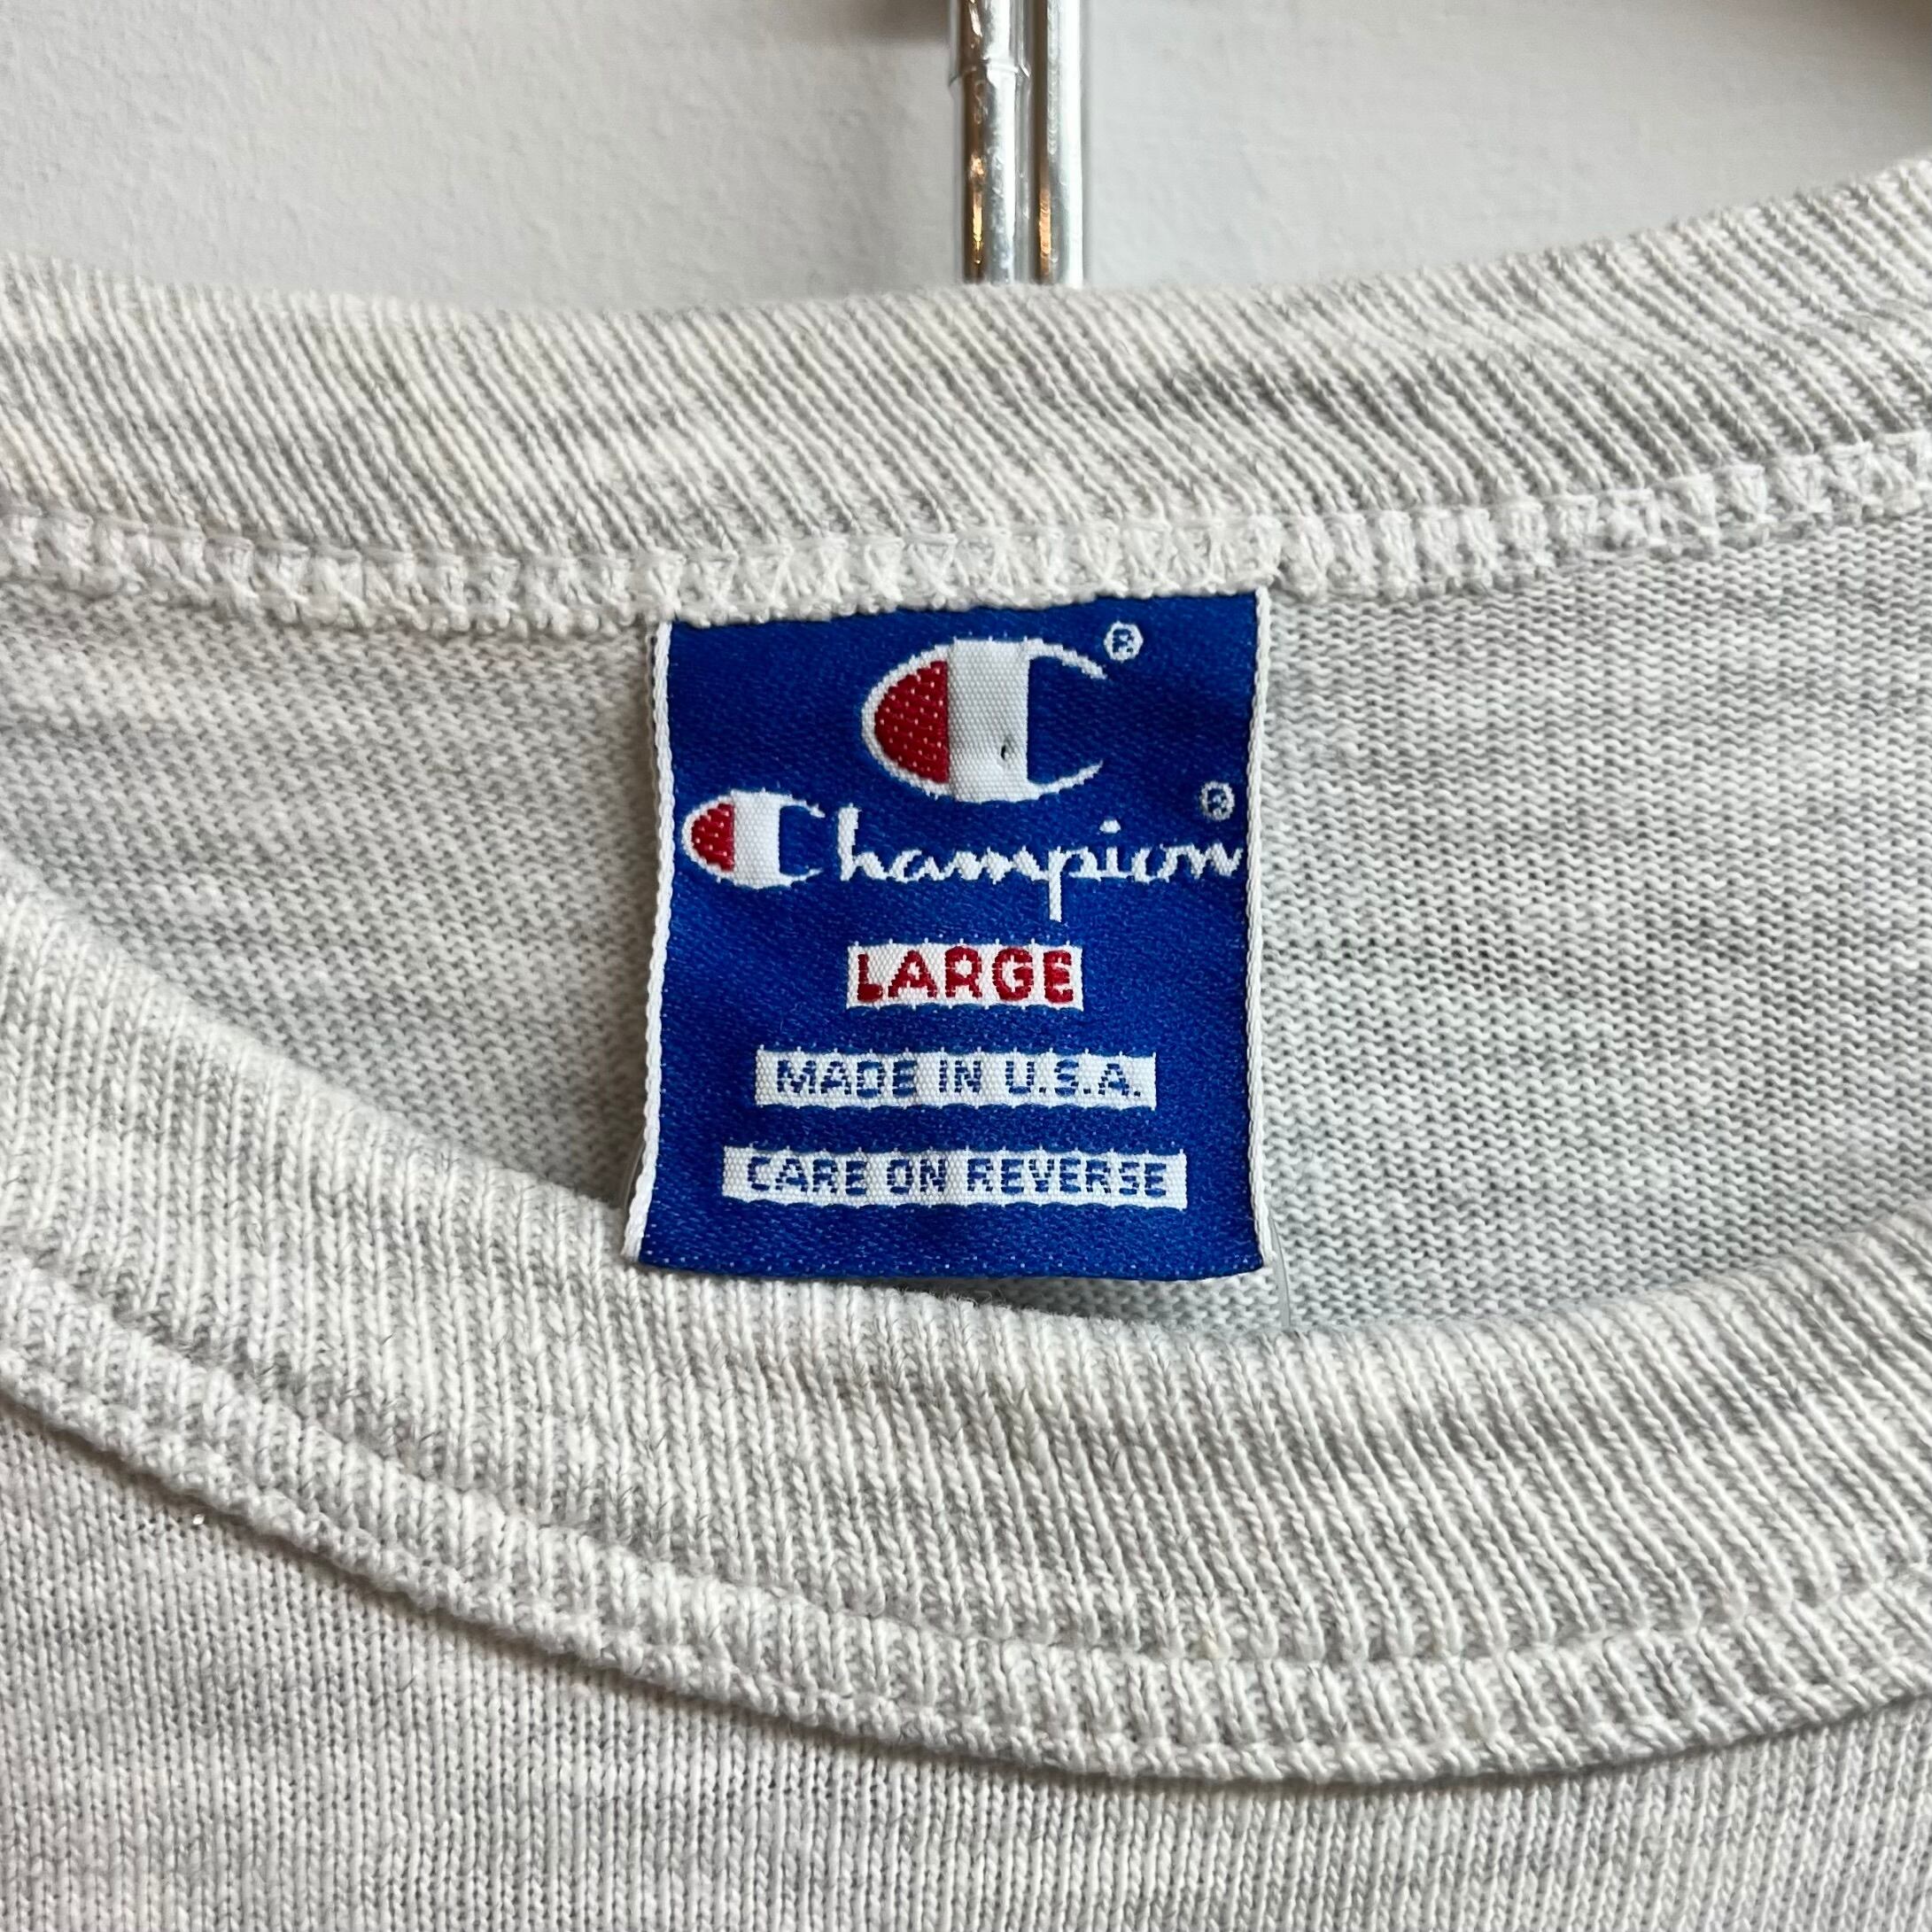 C®
Champion®
LARGE
MADE IN U.S.A.
CARE ON REVERSE